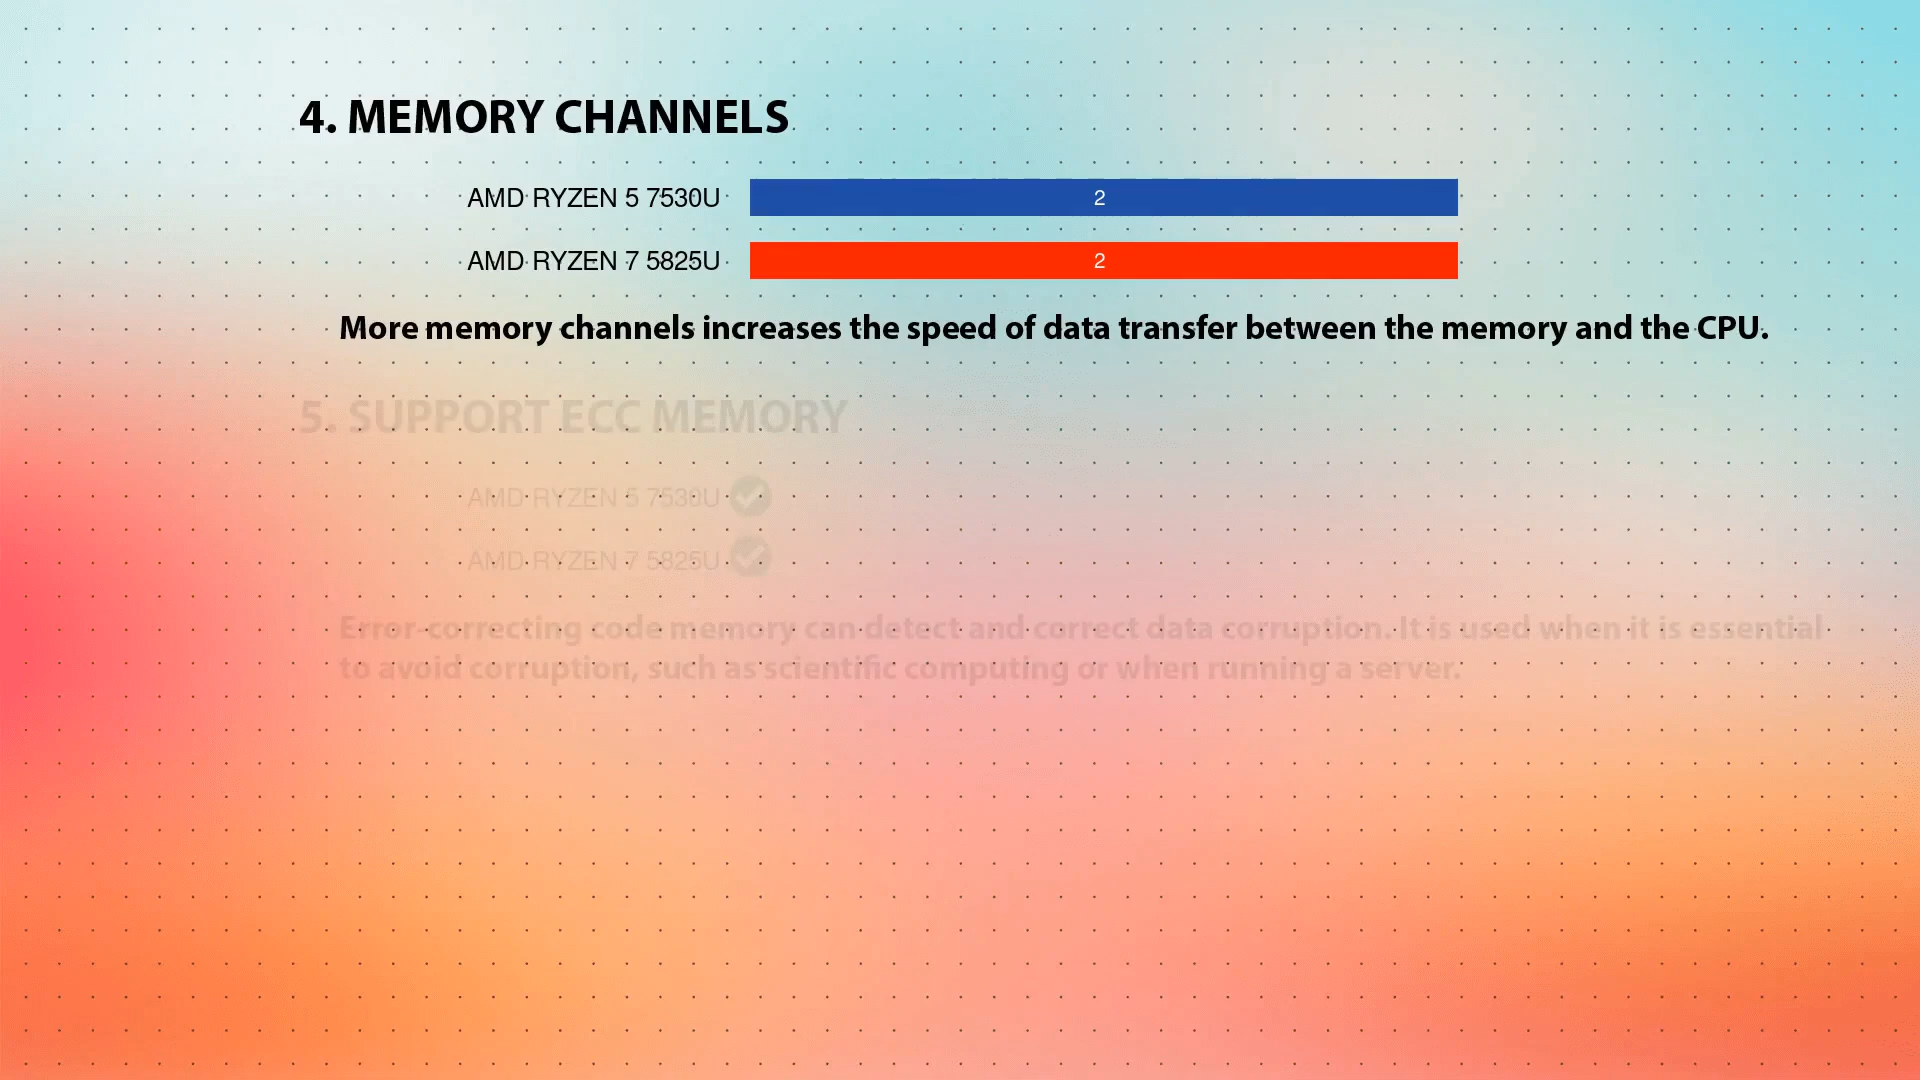 4. MEMORY CHANNELS
AMD RYZEN 5 7530U
2
AMD RYZEN 7 5825U
2
More memory channels increases the speed of data transfer between the memory and the CPU.
5. SUPPORT ECC MEMORY
AMD RYZEN 5 7530U
AMD RYZEN 7 5825U
Error-correcting code memory can detect and correct data corruption. It is used when it is essential
to avoid corruption, such as scientific computing or when running a server.